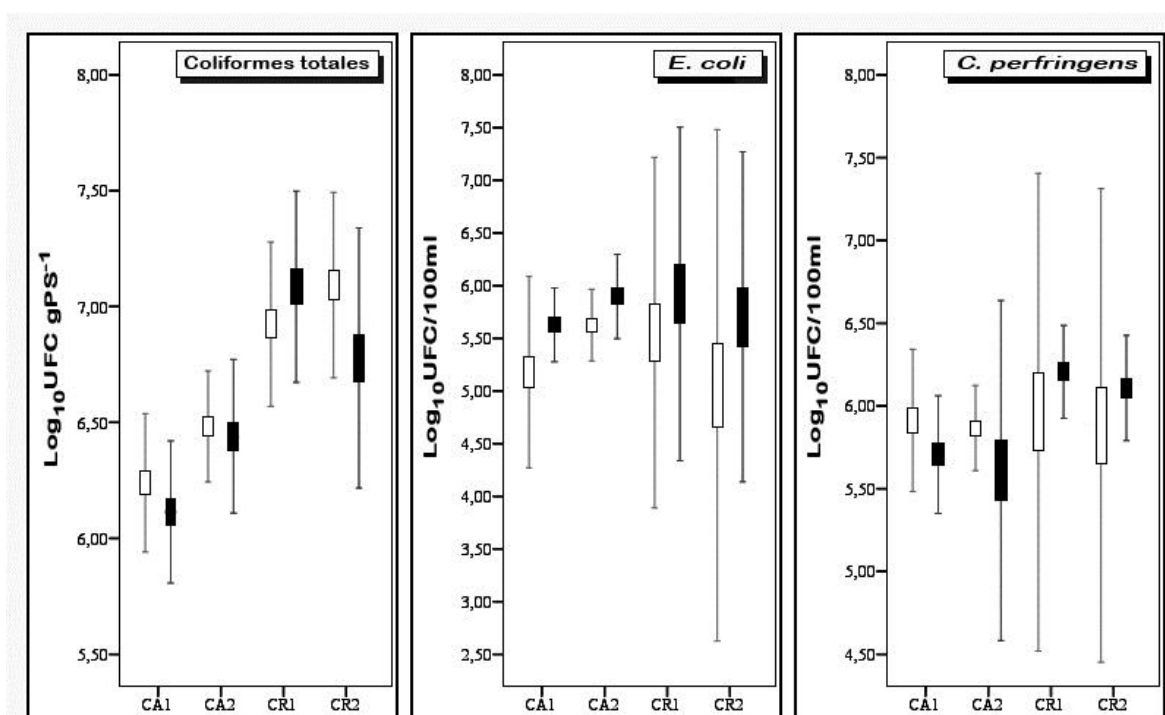 Coliformes totales
Log10UFC gPS-1
8,00
7,50
7,00
6,50
6,00
5,50
CA1 CA2 CR1 CR2
E. coli
Log10UFC/100ml
8,00
7,50
7,00
6,50
6,00
5,50
5,00
4,50
4,00
3,50
3,00
2,50
CA1 CA2 CR1 CR2
C. perfringens
Log10UFC/100ml
8,00
7,50
7,00
6,50
6,00
5,50
5,00
4,50
CA1 CA2 CR1 CR2